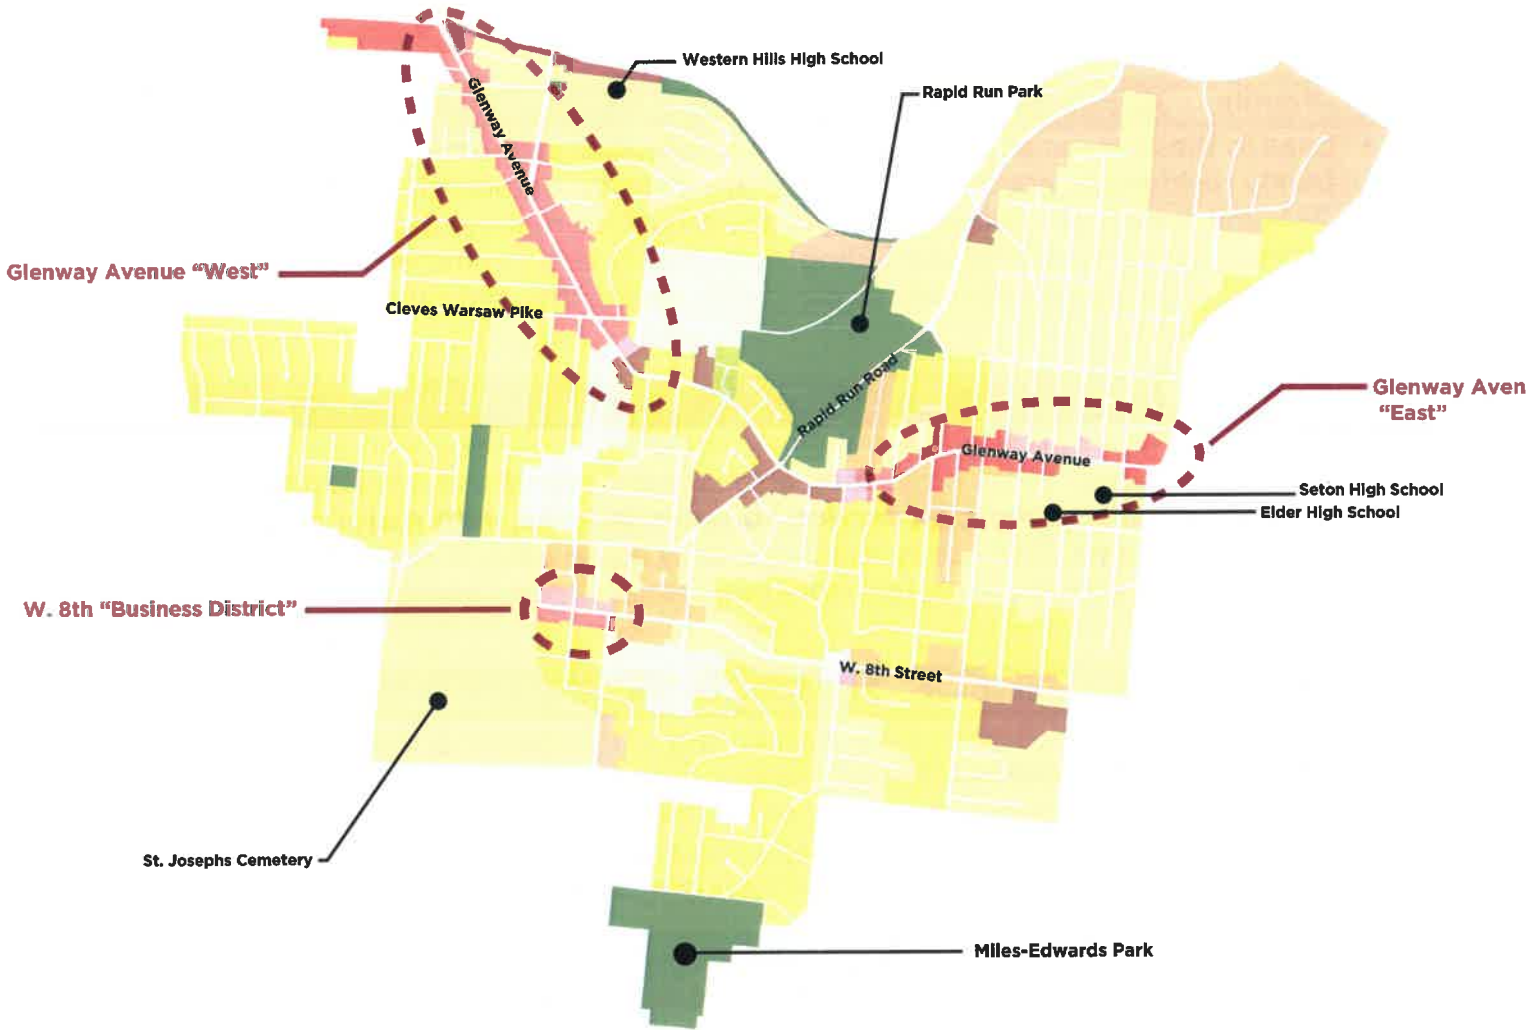 Western Hills High School
Rapid Run Park
Glenway Avenue
Glenway Avenue “West”
Cleves Warsaw Pike
Rapid Run Road
Glenway Aven
“East”
Glenway Avenue
Seton High School
Elder High School
W. 8th “Business District”
W. 8th Street
St. Josephs Cemetery
Miles-Edwards Park